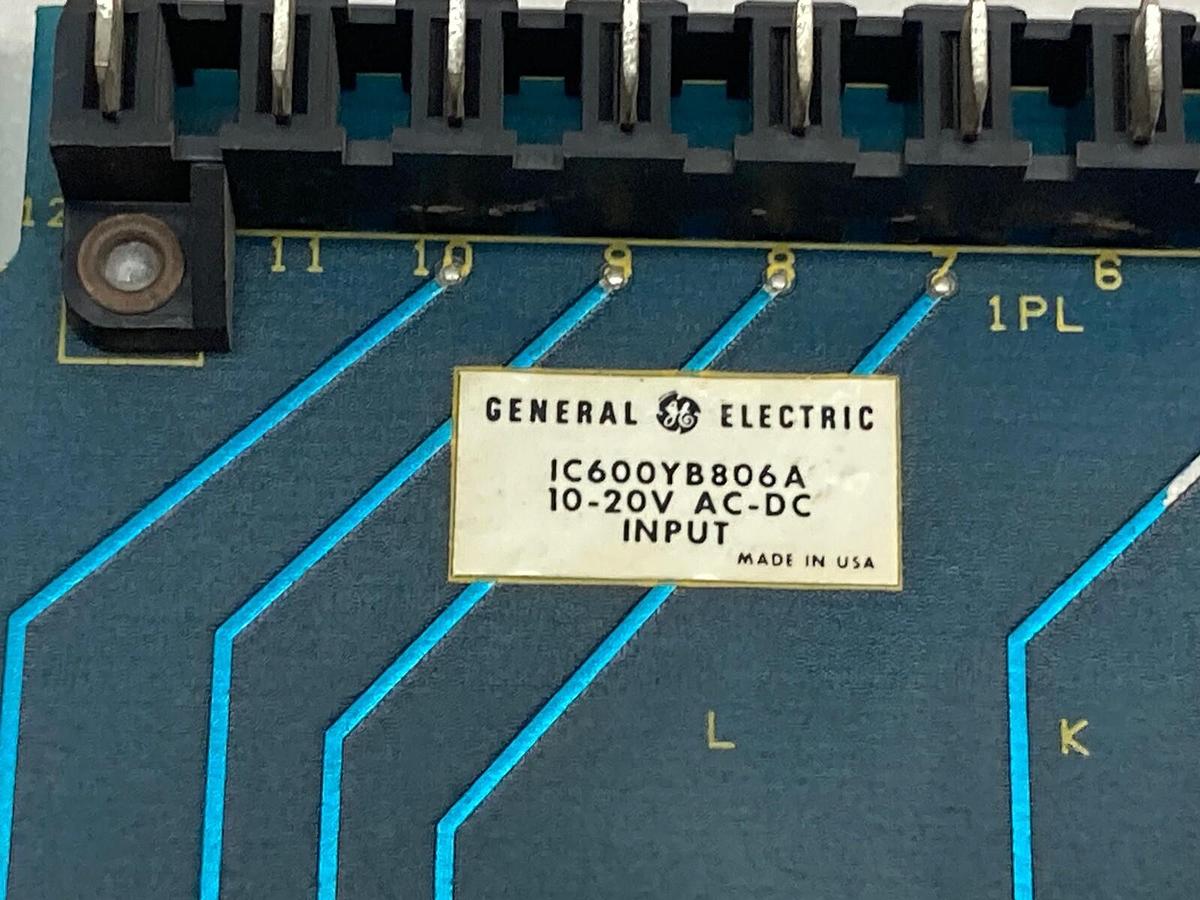 12 11 10 9 8 7 6
1PL
GENERAL GE ELECTRIC
IC600YB806A
10-20V AC-DC
INPUT
MADE IN USA
L K